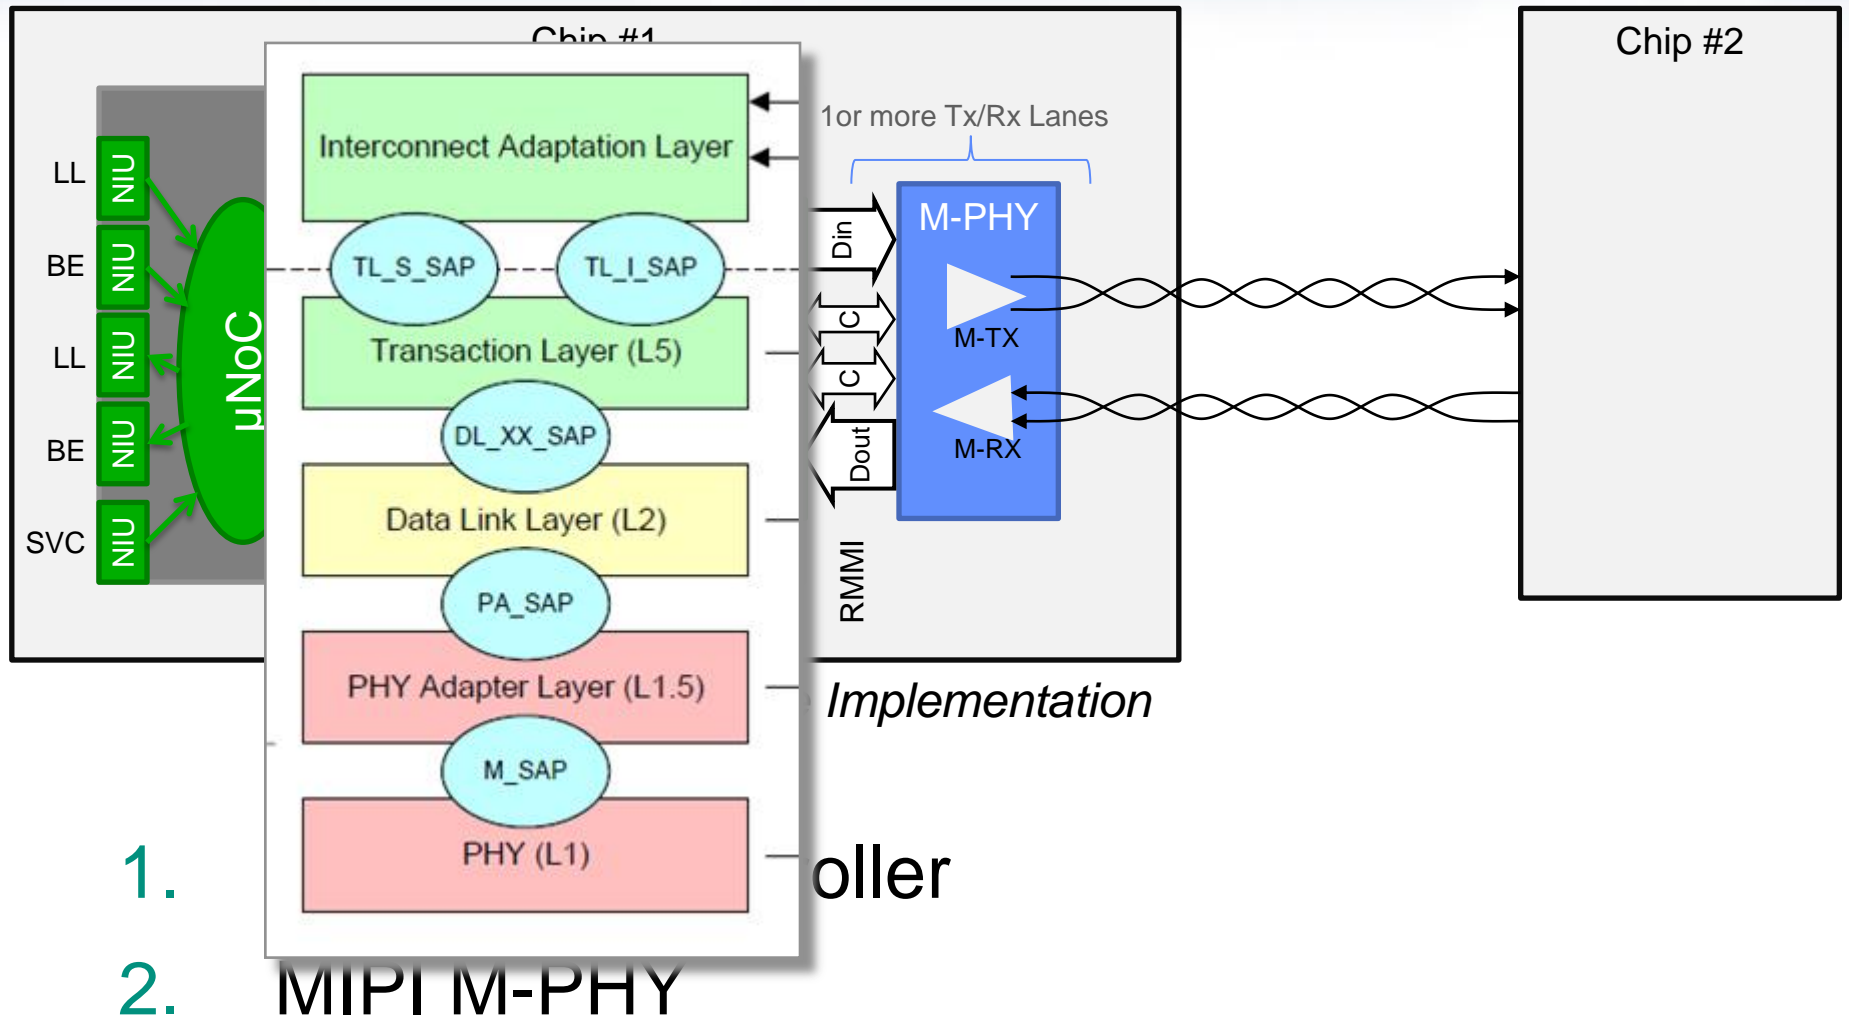 Chip #1
Chip #2
1or more Tx/Rx Lanes
LL
BE
LL
BE
SVC
NIU
NIU
NIU
NIU
NIU
µNoC
Interconnect Adaptation Layer
TL_S_SAP
TL_I_SAP
Transaction Layer (L5)
DL_XX_SAP
Data Link Layer (L2)
PA_SAP
PHY Adapter Layer (L1.5)
M_SAP
PHY (L1)
Din
C
C
Dout
RMMI
M-PHY
M-TX
M-RX
Implementation
1. oller
2. MIPI M-PHY